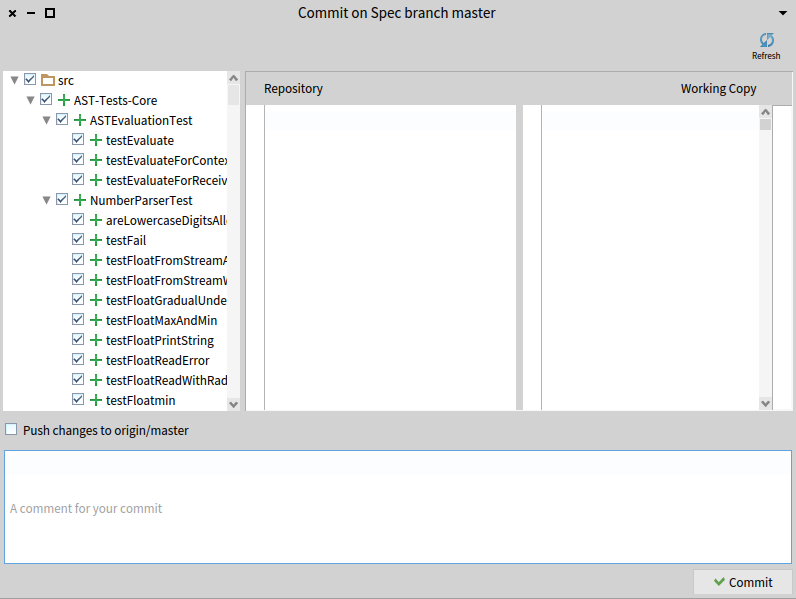 Commit on Spec branch master
Refresh
src
AST-Tests-Core
ASTEvaluationTest
testEvaluate
testEvaluateForContex
testEvaluateForReceiv
NumberParserTest
areLowercaseDigitsAll
testFail
testFloatFromStreamA
testFloatFromStreamW
testFloatGradualUnde
testFloatMaxAndMin
testFloatPrintString
testFloatReadError
testFloatReadWithRad
testFloatmin
Repository
Working Copy
Push changes to origin/master
A comment for your commit
Commit